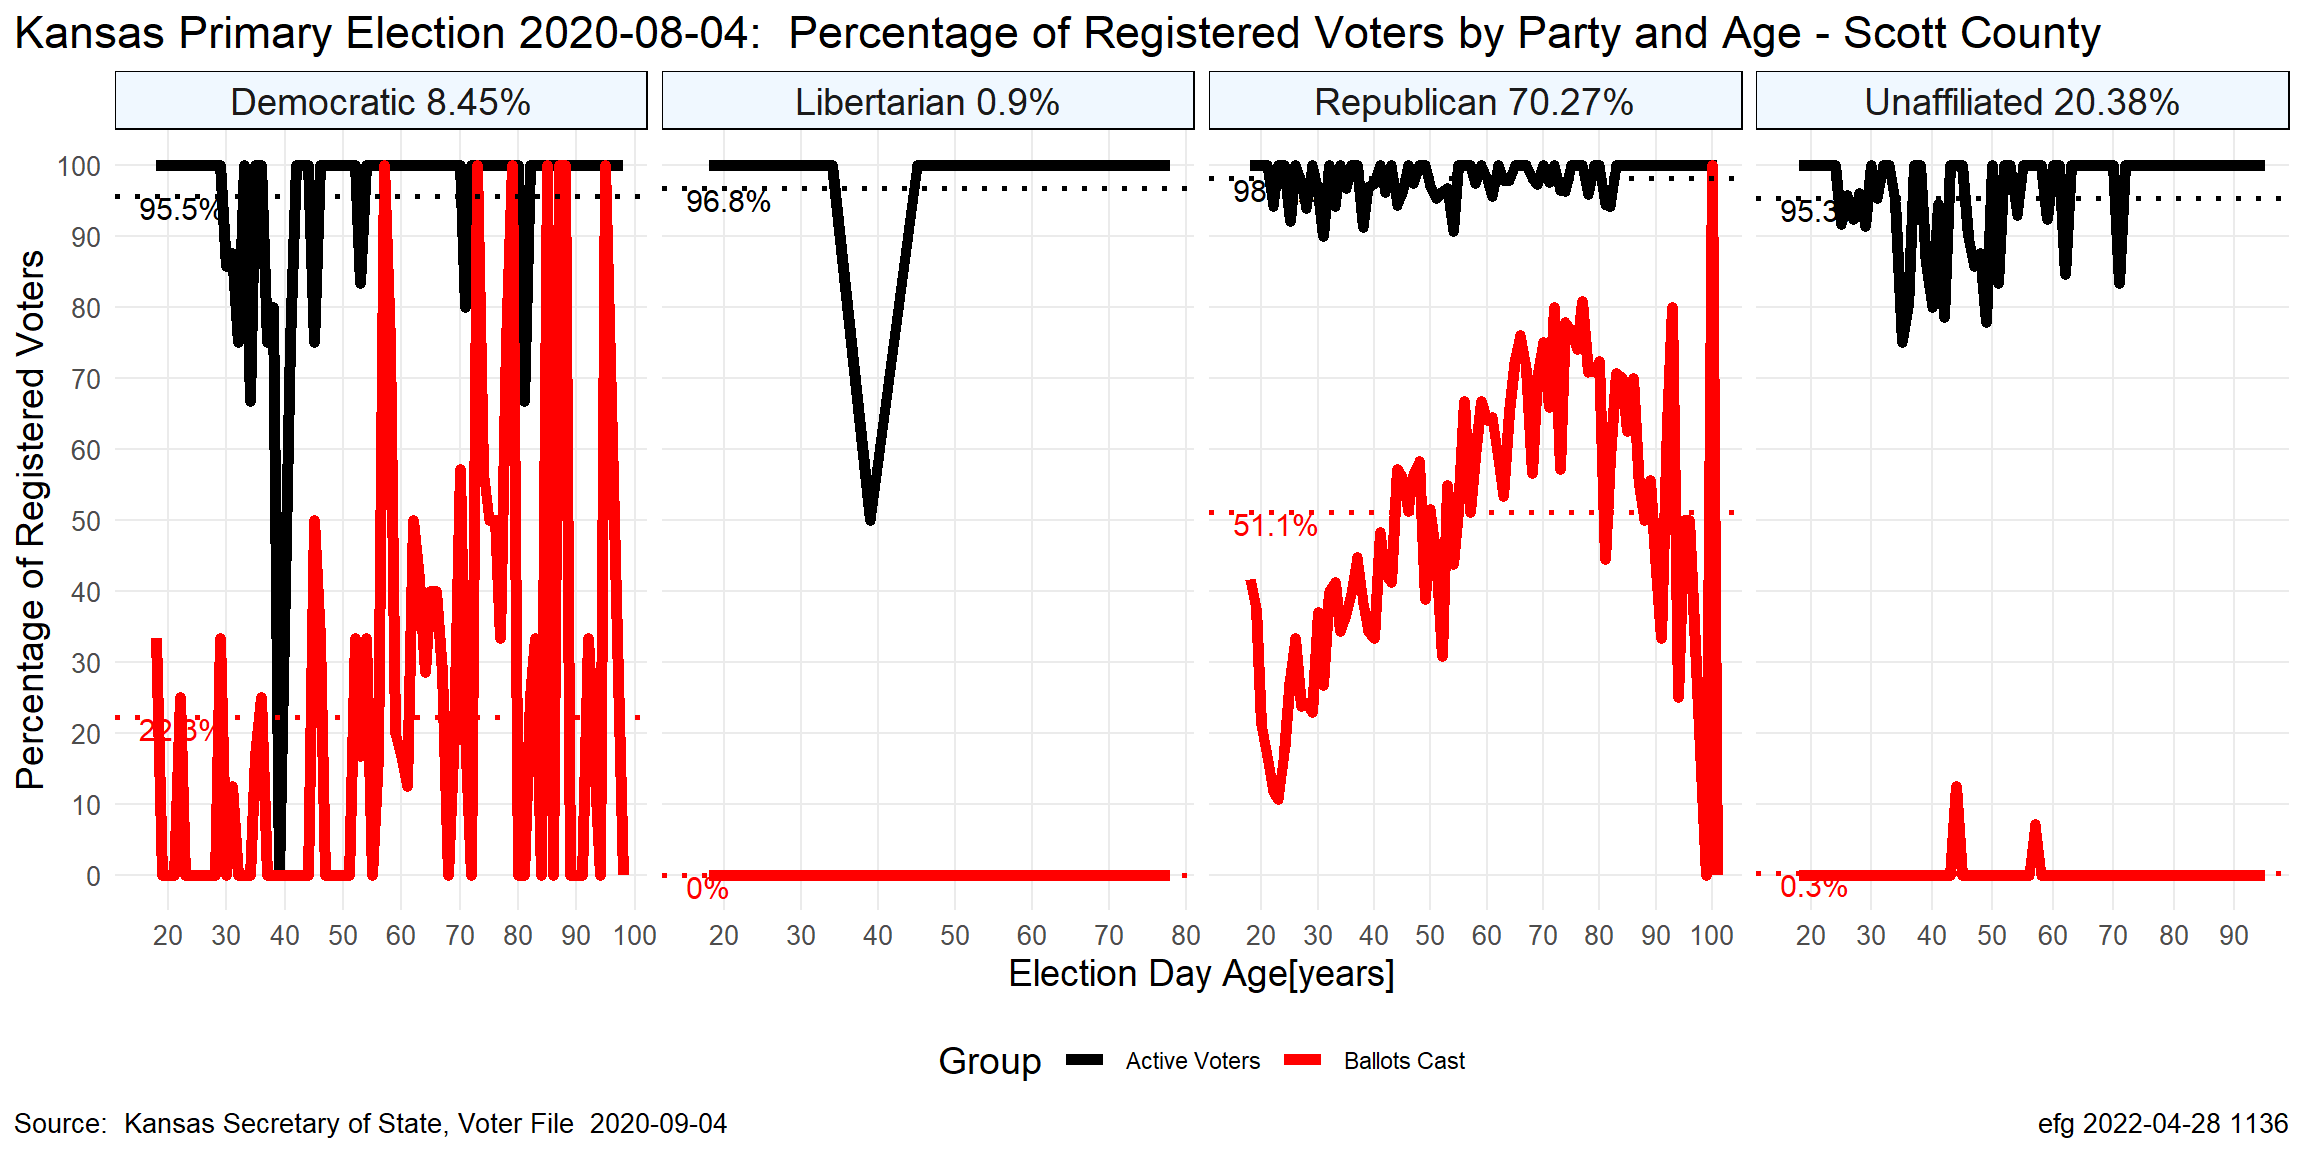 Kansas Primary Election 2020-08-04:  Percentage of Registered Voters by Party and Age - Scott County
Democratic 8.45%
Libertarian 0.9%
Republican 70.27%
Unaffiliated 20.38%
Percentage of Registered Voters
100
90
80
70
60
50
40
30
20
10
0
95.5%
22.3%
96.8%
0%
98
51.1%
95.3
0.3%
20 30 40 50 60 70 80 90 100
20 30 40 50 60 70 80
20 30 40 50 60 70 80 90 100
20 30 40 50 60 70 80 90
Election Day Age[years]
Group Active Voters Ballots Cast
Source:  Kansas Secretary of State, Voter File  2020-09-04
efg 2022-04-28 1136